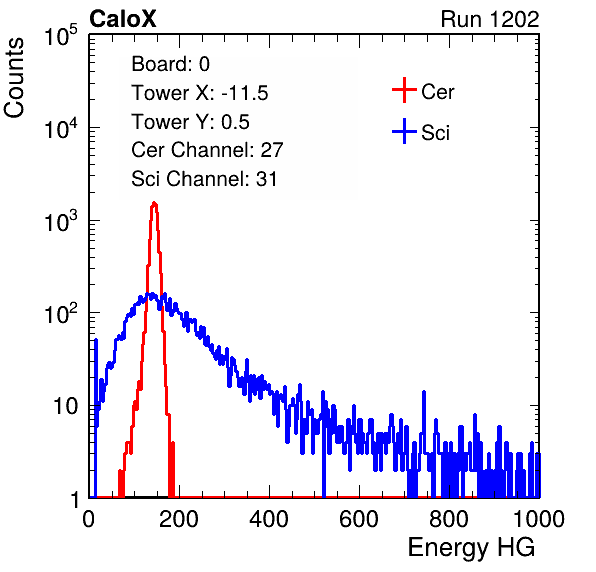 CaloX Run 1202
Board: 0
Tower X: -11.5
Tower Y: 0.5
Cer Channel: 27
Sci Channel: 31
Cer
Sci
Counts
10^5
10^4
10^3
10^2
10
1
0 200 400 600 800 1000
Energy HG